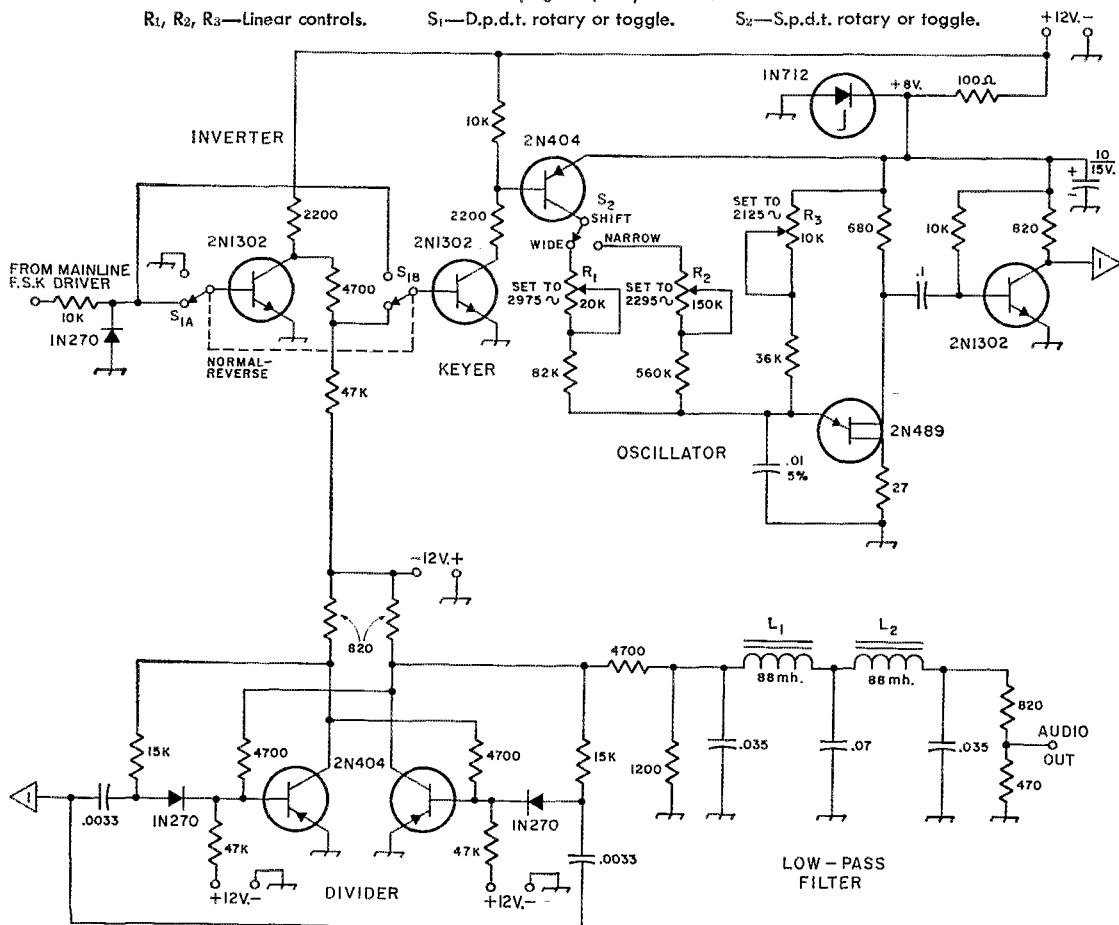 R₁, R₂, R₃—Linear controls. S₁—D.p.d.t. rotary or toggle. S₂—S.p.d.t. rotary or toggle.
+12V.-
1N712
+8V.
100Ω
10K
INVERTER
2N404
10/15V.
+
-
S₂
SHIFT
2200
2200
SET TO 2125~
R₃
10K
680
10K
820
WIDE
NARROW
2N1302
2N1302
FROM MAINLINE
F.S.K DRIVER
S₁B
R₁
R₂
.1
1
4700
SET TO 2975~
20K
SET TO 2295~
150K
10K
S₁A
1N270
2N1302
NORMAL-
REVERSE
KEYER
82K
560K
36K
47K
2N489
OSCILLATOR
.01
5%
27
-12V.+
L₁
L₂
820
4700
88mh.
88mh.
820
15K
4700
2N404
4700
15K
1200
.035
.07
.035
AUDIO
OUT
470
1
.0033
1N270
1N270
47K
47K
.0033
LOW-PASS
FILTER
+12V.-
DIVIDER
+12V.-